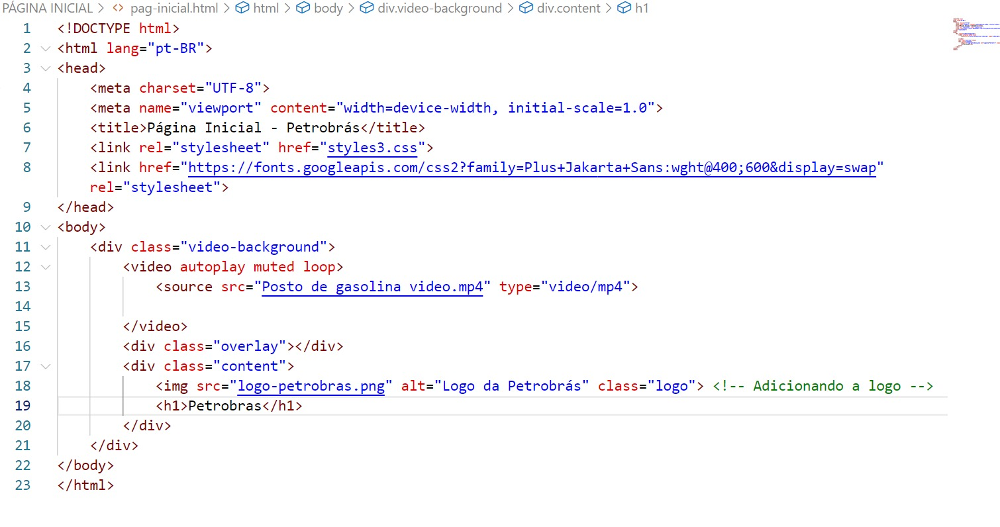 PÁGINA INICIAL > <> pag-inicial.html > html > body > div.video-background > div.content > h1
1 <!DOCTYPE html>
2 <html lang="pt-BR">
3 <head>
4     <meta charset="UTF-8">
5     <meta name="viewport" content="width=device-width, initial-scale=1.0">
6     <title>Página Inicial - Petrobrás</title>
7     <link rel="stylesheet" href="styles3.css">
8     <link href="https://fonts.googleapis.com/css2?family=Plus+Jakarta+Sans:wght@400;600&display=swap"
    rel="stylesheet">
9 </head>
10 <body>
11     <div class="video-background">
12         <video autoplay muted loop>
13             <source src="Posto de gasolina video.mp4" type="video/mp4">
14
15         </video>
16         <div class="overlay"></div>
17         <div class="content">
18             <img src="logo-petrobras.png" alt="Logo da Petrobrás" class="logo"> <!-- Adicionando a logo -->
19             <h1>Petrobras</h1>
20         </div>
21     </div>
22 </body>
23 </html>